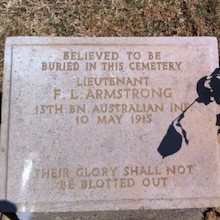 BELIEVED TO BE
BURIED IN THIS CEMETERY
LIEUTENANT
F. L. ARMSTRONG
15TH BN. AUSTRALIAN INF.
10 MAY 1915
THEIR GLORY SHALL NOT
BE BLOTTED OUT